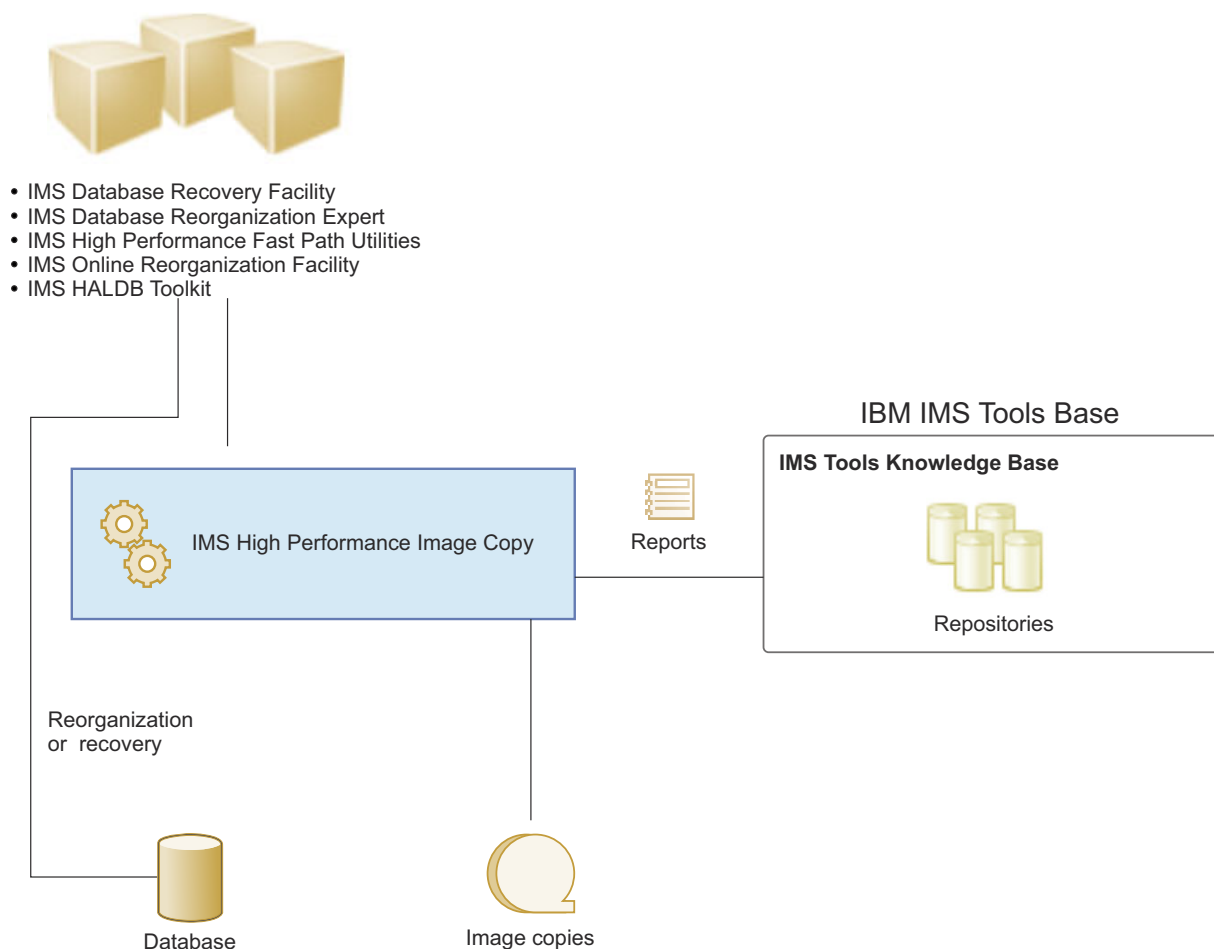 • IMS Database Recovery Facility
• IMS Database Reorganization Expert
• IMS High Performance Fast Path Utilities
• IMS Online Reorganization Facility
• IMS HALDB Toolkit
IBM IMS Tools Base
IMS Tools Knowledge Base
IMS High Performance Image Copy
Reports
Repositories
Reorganization
or recovery
Database
Image copies